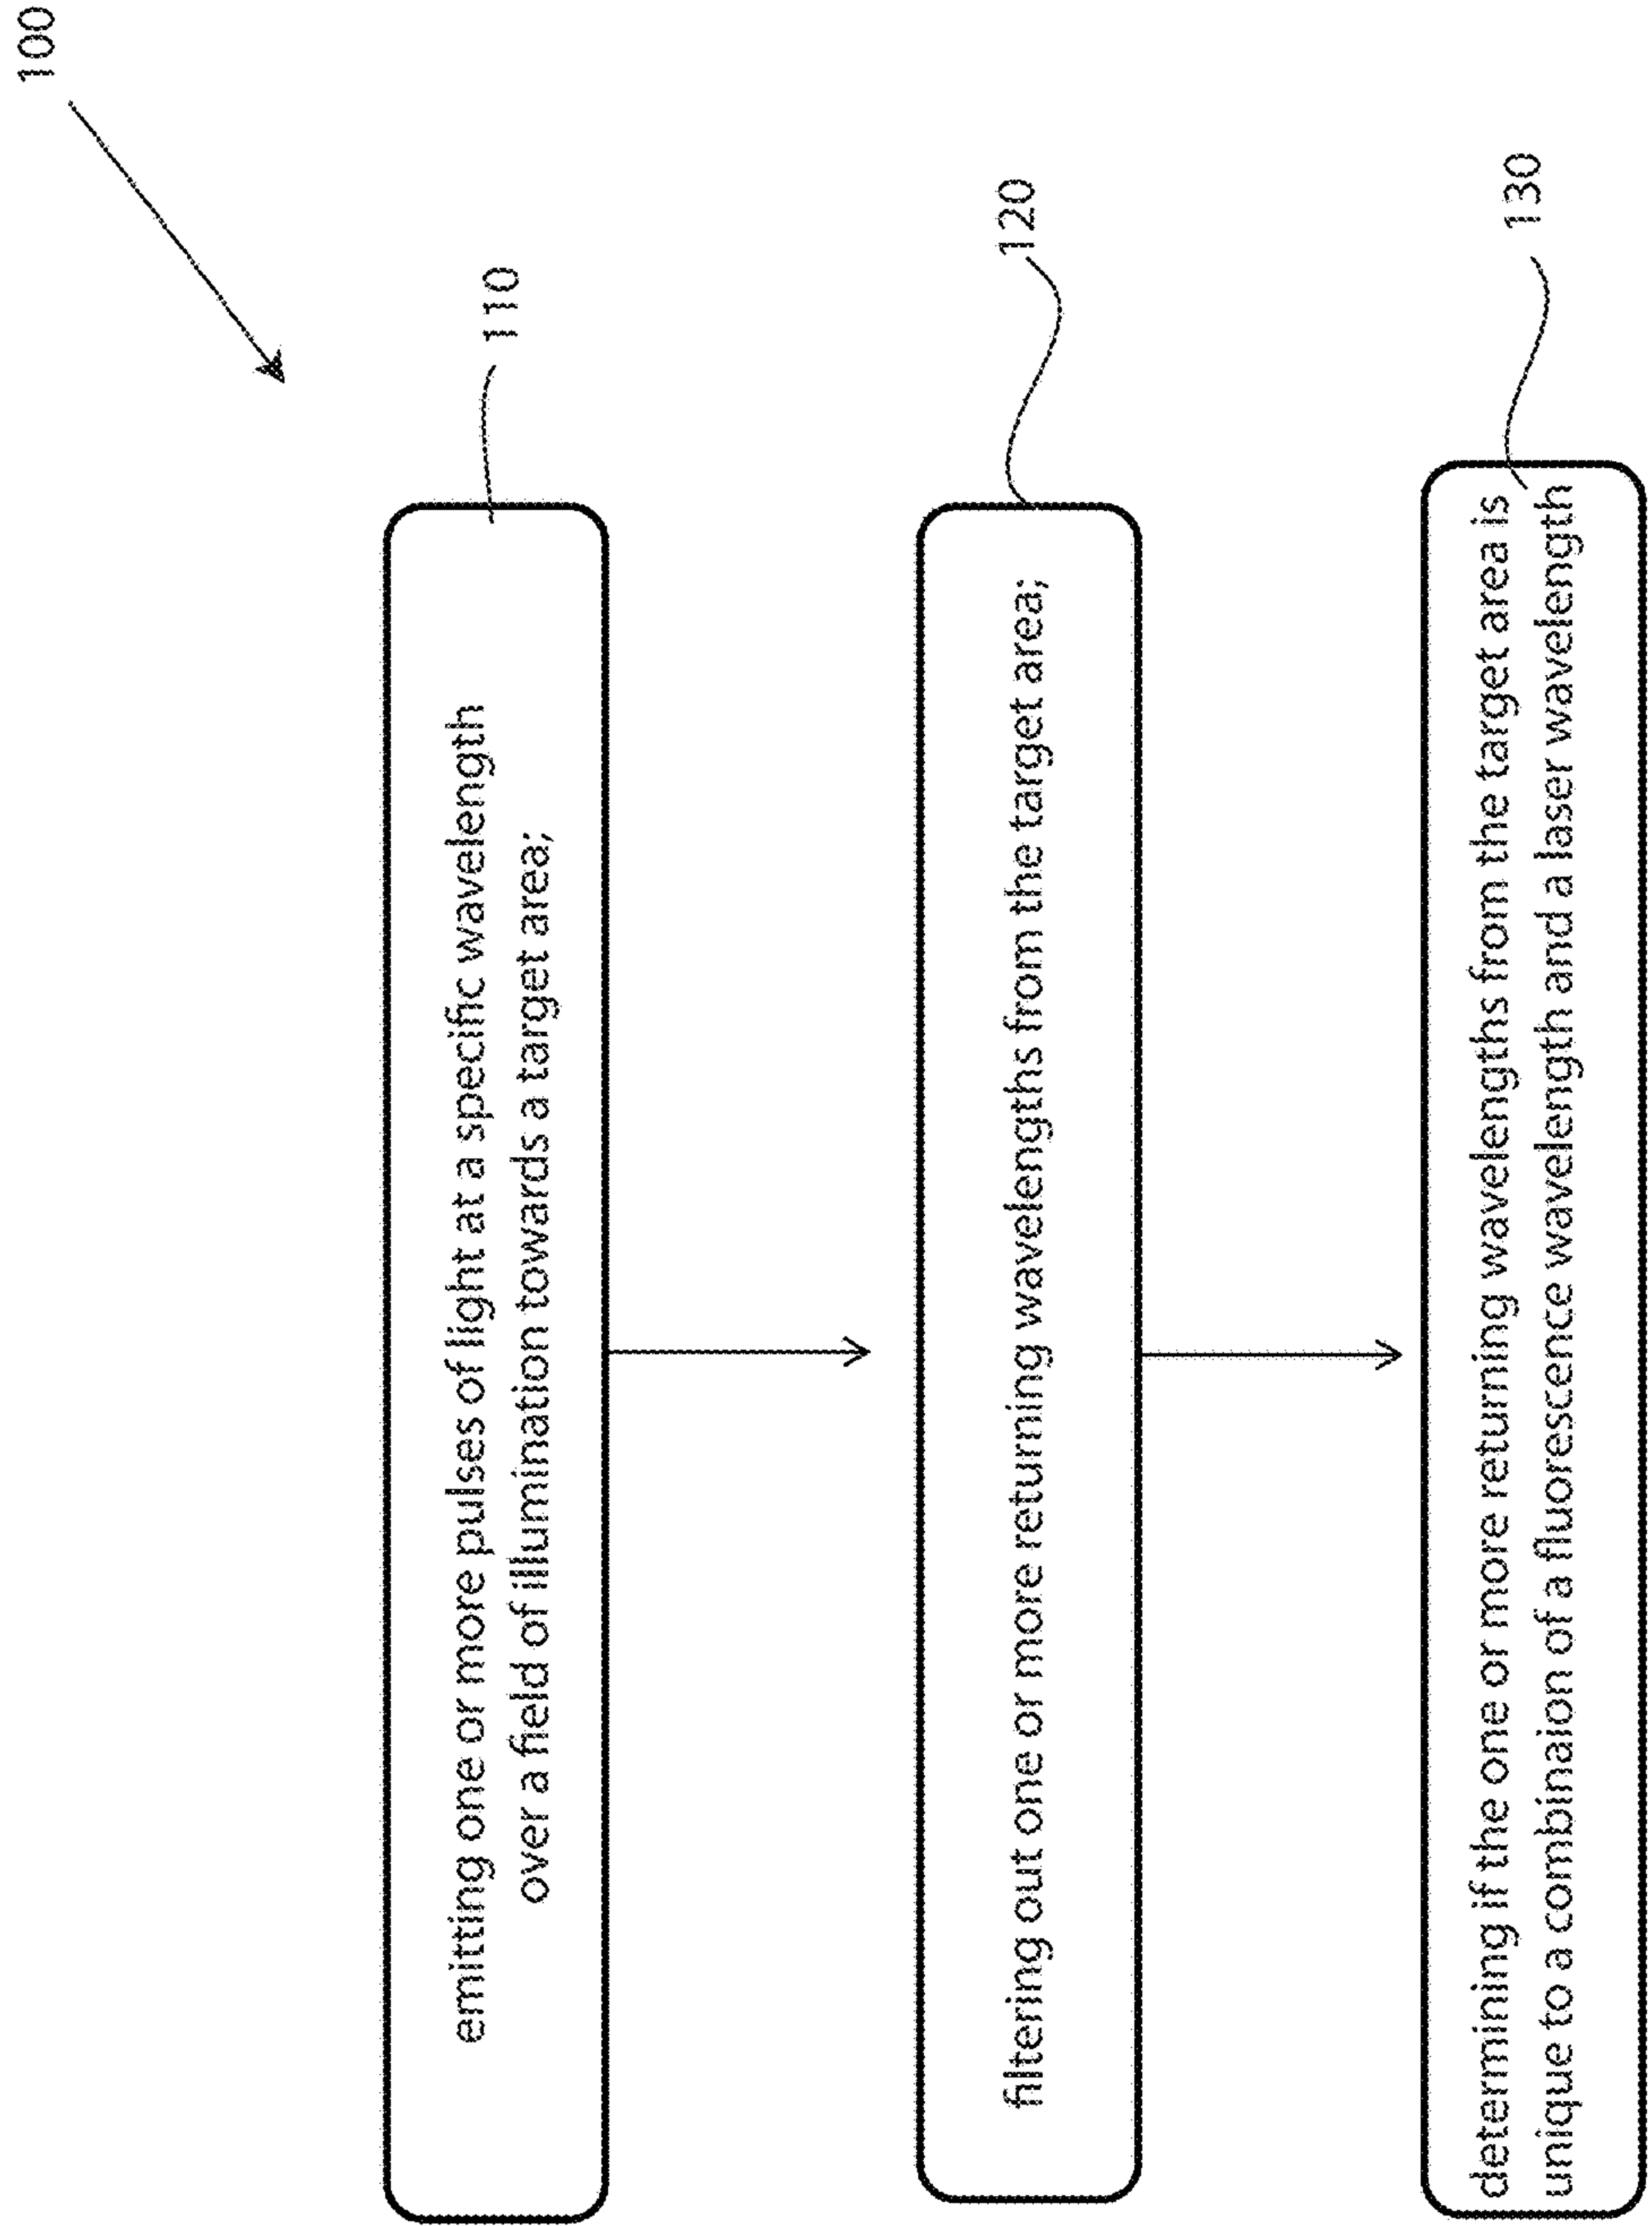 100
110
emitting one or more pulses of light at a specific wavelength
over a field of illumination towards a target area;
120
filtering out one or more returning wavelengths from the target area;
130
determining if the one or more returning wavelengths from the target area is
unique to a combinaion of a fluorescence wavelength and a laser wavelength